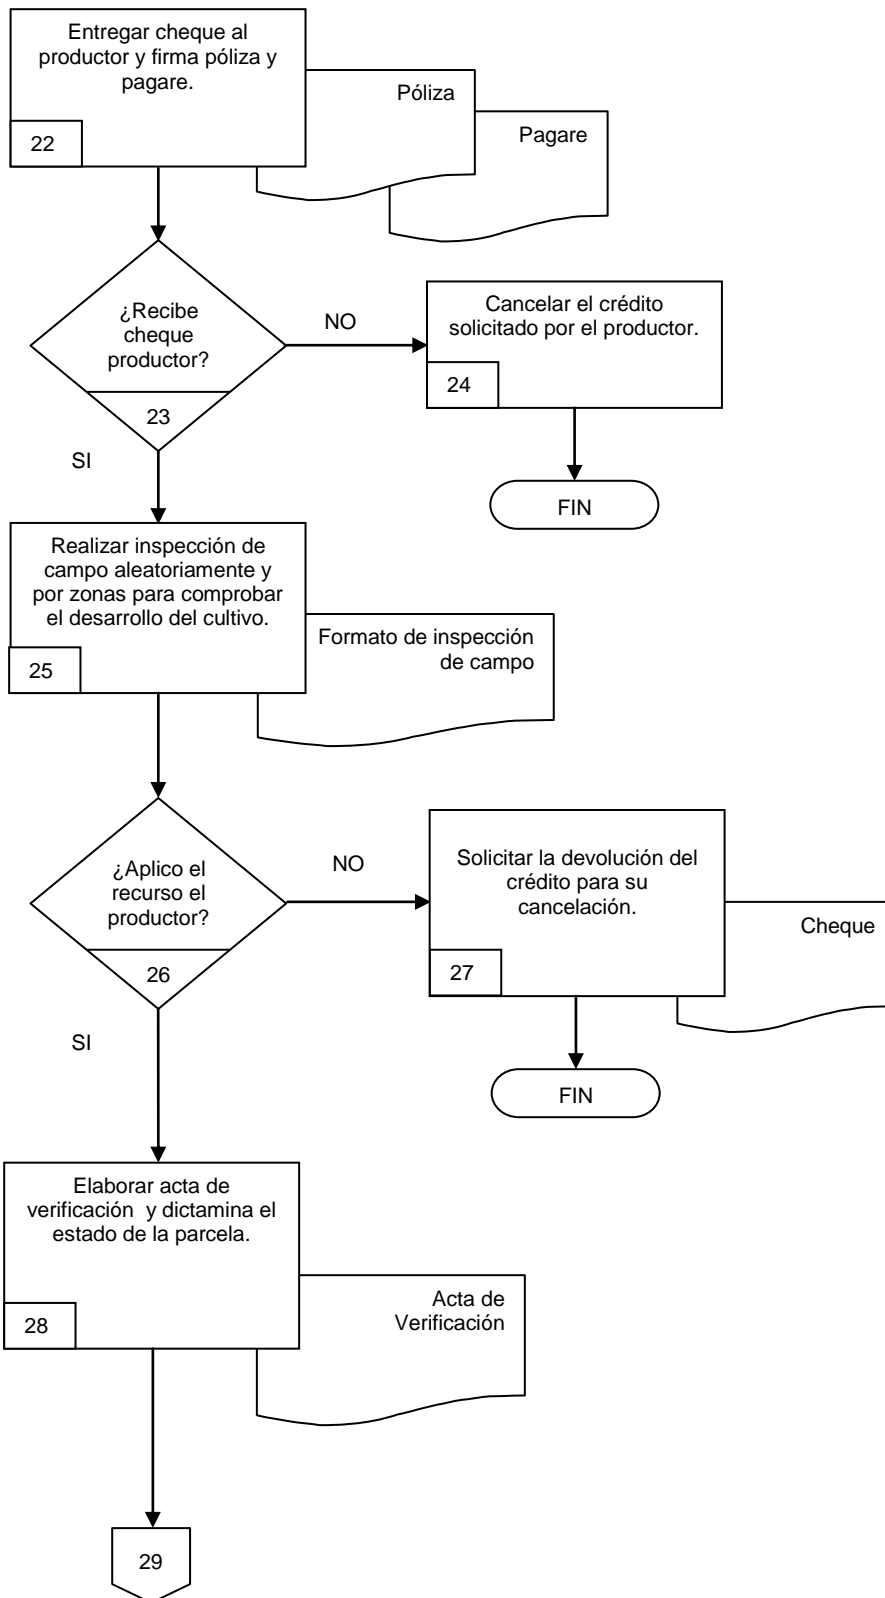 Entregar cheque al
productor y firma póliza y
pagare.
22
Póliza
Pagare
¿Recibe
cheque
productor?
23
NO
SI
Cancelar el crédito
solicitado por el productor.
24
FIN
Realizar inspección de
campo aleatoriamente y
por zonas para comprobar
el desarrollo del cultivo.
25
Formato de inspección
de campo
¿Aplico el
recurso el
productor?
26
NO
SI
Solicitar la devolución del
crédito para su
cancelación.
27
Cheque
FIN
Elaborar acta de
verificación y dictamina el
estado de la parcela.
28
Acta de
Verificación
29